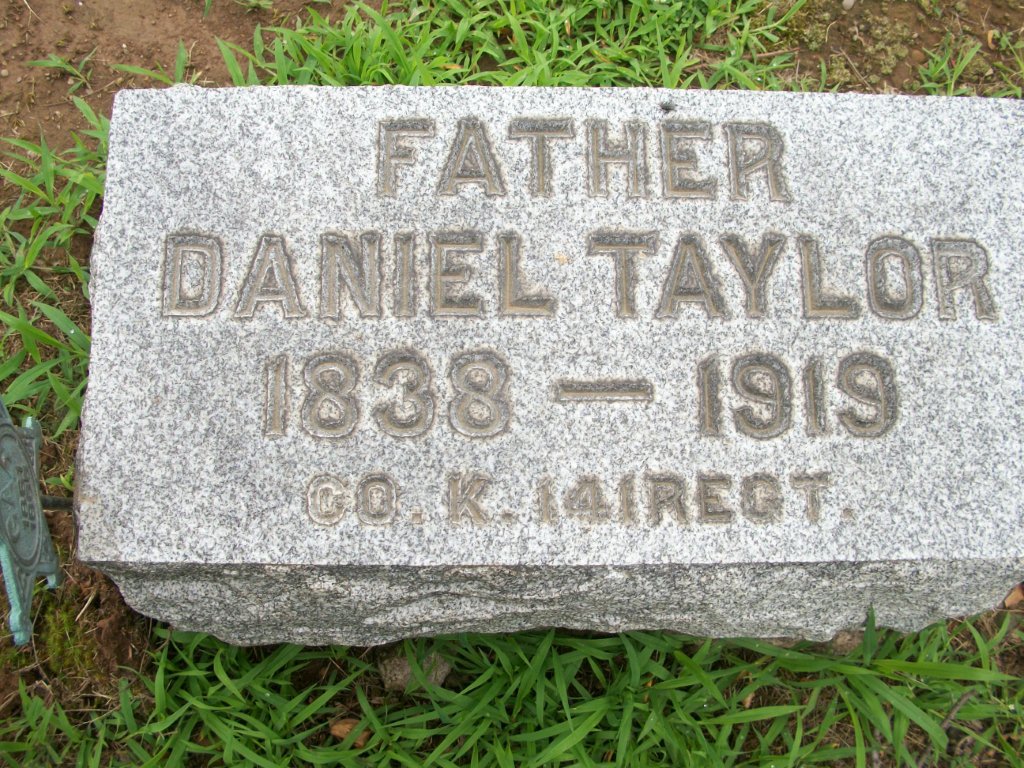 FATHER
DANIEL TAYLOR
1838 — 1919
CO. K. 141 REGT.